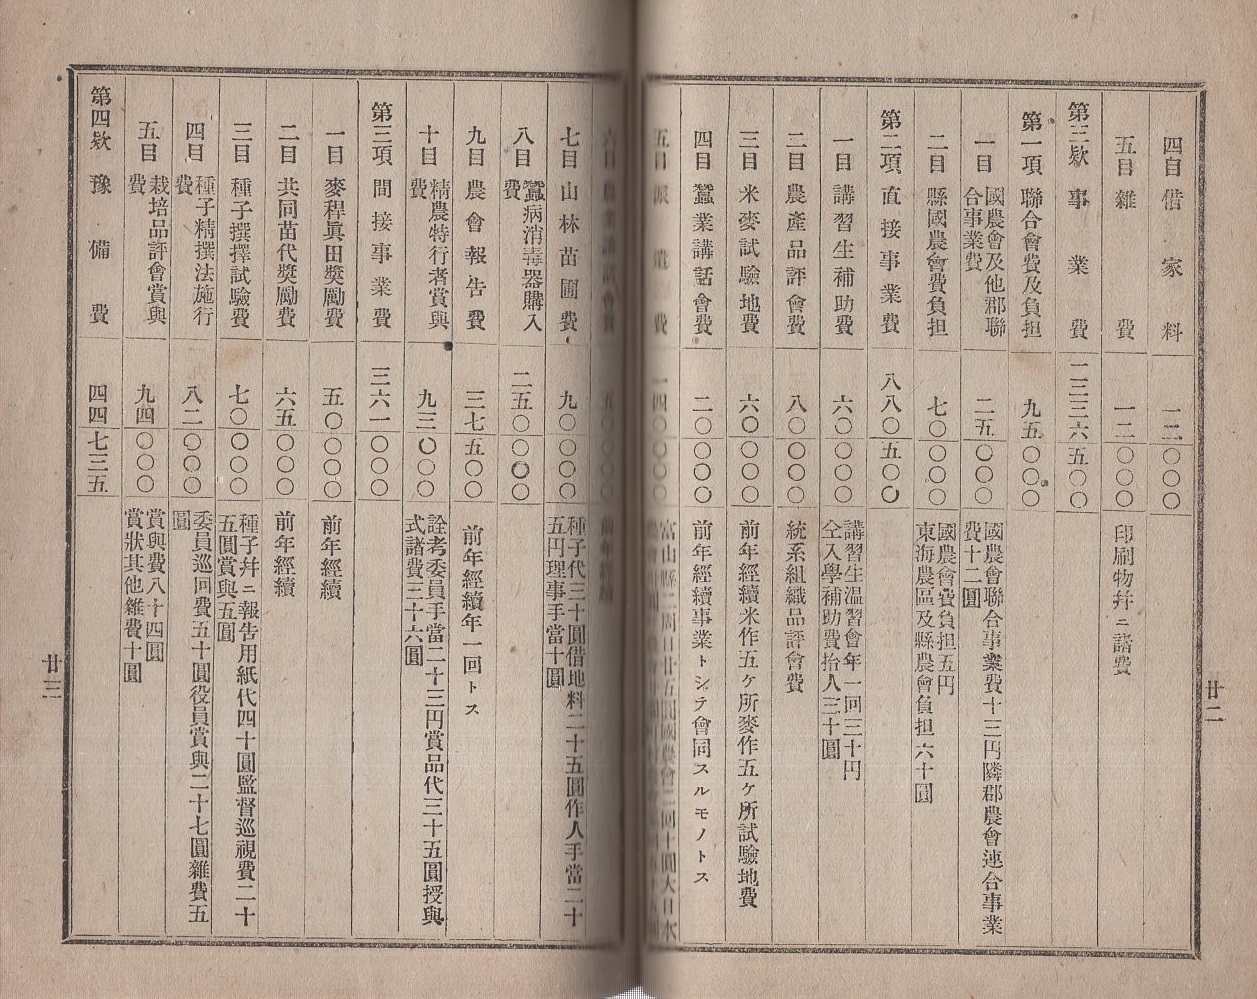 四目 借家料 一二〇〇〇
五目 雜費 一二〇〇〇 印刷物幷ニ諸費
第三欵 事業費 一三三六五〇〇
第一項 聯合會費及負担 九五〇〇〇
一目 國農會及他郡聯合事業費 二五〇〇〇 國農會聯合事業費十三円隣郡農會連合事業費十二圓
二目 縣國農會費負担 七〇〇〇〇 國農會費負担五円東海農區及縣農會負担六十圓
第二項 直接事業費 八八〇五〇〇
一目 講習生補助費 六〇〇〇〇 講習生温習會年一回三十円仝入學補助費拾人三十圓
二目 農產品評會費 八〇〇〇〇 統系組織品評會費
三目 米麥試驗地費 六〇〇〇〇 前年經續米作五ヶ所麥作五ヶ所試驗地費
四目 蠶業講話會費 二〇〇〇〇 前年經續事業トシテ會同スルモノトス
五目 派遣費 一四〇〇〇〇
六目
七目 山林苗圃費 九〇〇〇〇 種子代三十圓借地料二十五圓作人手當二十五円理事手當十圓
八目 蠶病消毒器購入費 二五〇〇〇〇
九目 農會報告費 三七五〇〇 前年經續年一回トス
十目 精農特行者賞與費 九三〇〇〇 詮考委員手當二十三円賞品代三十五圓授與式諸費三十六圓
第三項 間接事業費 三六一〇〇〇
一目 麥稈眞田獎勵費 五〇〇〇〇 前年經續
二目 共同苗代獎勵費 六五〇〇〇 前年經續
三目 種子撰擇試驗費 七〇〇〇〇 種子幷ニ報告用紙代四十圓監督巡視費二十五圓賞與五圓
四目 種子精撰法施行費 八二〇〇〇 委員巡回費五十圓役員賞與二十七圓雜費五圓
五目 栽培品評會賞與費 九四〇〇〇 賞與費八十四圓賞狀其他雜費十圓
第四欵 豫備費 四四七三五
廿二
廿三